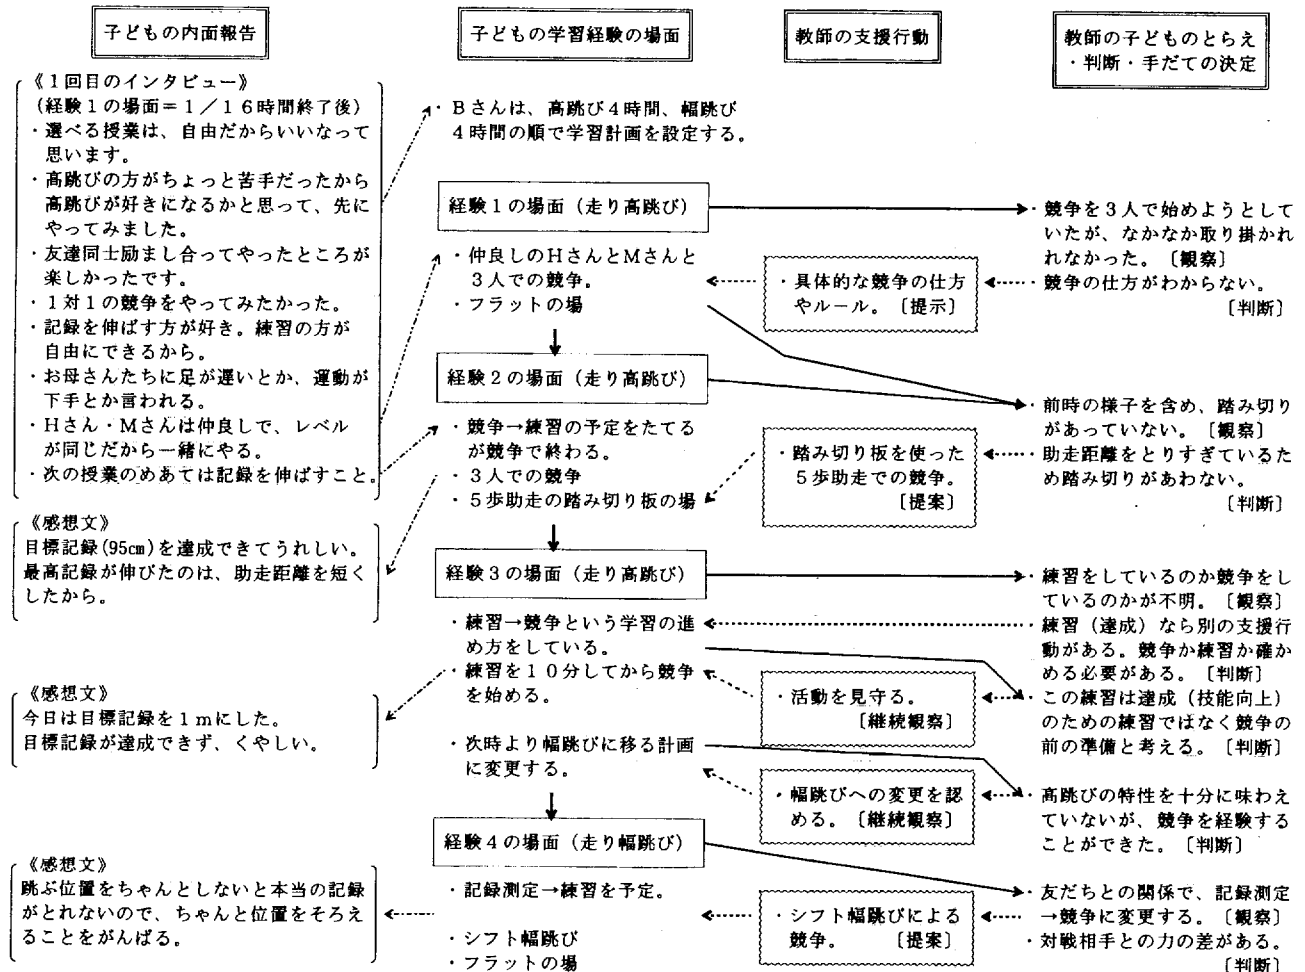 子どもの内面報告
《1回目のインタビュー》
(経験1の場面=1/16時間終了後)
・選べる授業は、自由だからいいなって
思います。
・高跳びの方がちょっと苦手だったから
高跳びが好きになるかと思って、先に
やってみました。
・友達同士励まし合ってやったところが
楽しかったです。
・1対1の競争をやってみたかった。
・記録を伸ばす方が好き。練習の方が
自由にできるから。
・お母さんたちに足が遅いとか、運動が
下手とか言われる。
・Hさん・Mさんは仲良しで、レベル
が同じだから一緒にやる。
・次の授業のめあては記録を伸ばすこと。
《感想文》
目標記録(95cm)を達成できてうれしい。
最高記録が伸びたのは、助走距離を短く
したから。
《感想文》
今日は目標記録を1mにした。
目標記録が達成できず、くやしい。
《感想文》
跳ぶ位置をちゃんとしないと本当の記録
がとれないので、ちゃんと位置をそろえ
ることをがんばる。
子どもの学習経験の場面
・Bさんは、高跳び4時間、幅跳び
4時間の順で学習計画を設定する。
経験1の場面(走り高跳び)
・仲良しのHさんとMさんと
3人での競争。
・フラットの場
経験2の場面(走り高跳び)
・競争→練習の予定をたてる
が競争で終わる。
・3人での競争
・5歩助走の踏み切り板の場
経験3の場面(走り高跳び)
・練習→競争という学習の進
め方をしている。
・練習を10分してから競争
を始める。
・次時より幅跳びに移る計画
に変更する。
経験4の場面(走り幅跳び)
・記録測定→練習を予定。
・シフト幅跳び
・フラットの場
教師の支援行動
・具体的な競争の仕方
やルール。〔提示〕
・踏み切り板を使った
5歩助走での競争。
〔提案〕
・活動を見守る。
〔継続観察〕
・幅跳びへの変更を認
める。〔継続観察〕
・シフト幅跳びによる
競争。 〔提案〕
教師の子どものとらえ
・判断・手だての決定
・競争を3人で始めようとして
いたが、なかなか取り掛かれ
れなかった。〔観察〕
・競争の仕方がわからない。
〔判断〕
・前時の様子を含め、踏み切り
があっていない。〔観察〕
・助走距離をとりすぎているた
め踏み切りがあわない。
〔判断〕
・練習をしているのか競争をし
ているのかが不明。〔観察〕
・練習(達成)なら別の支援行
動がある。競争か練習か確か
める必要がある。〔判断〕
・この練習は達成(技能向上)
のための練習ではなく競争の
前の準備と考える。〔判断〕
・高跳びの特性を十分に味わえ
ていないが、競争を経験する
ことができた。〔判断〕
・友だちとの関係で、記録測定
→競争に変更する。〔観察〕
・対戦相手との力の差がある。
〔判断〕